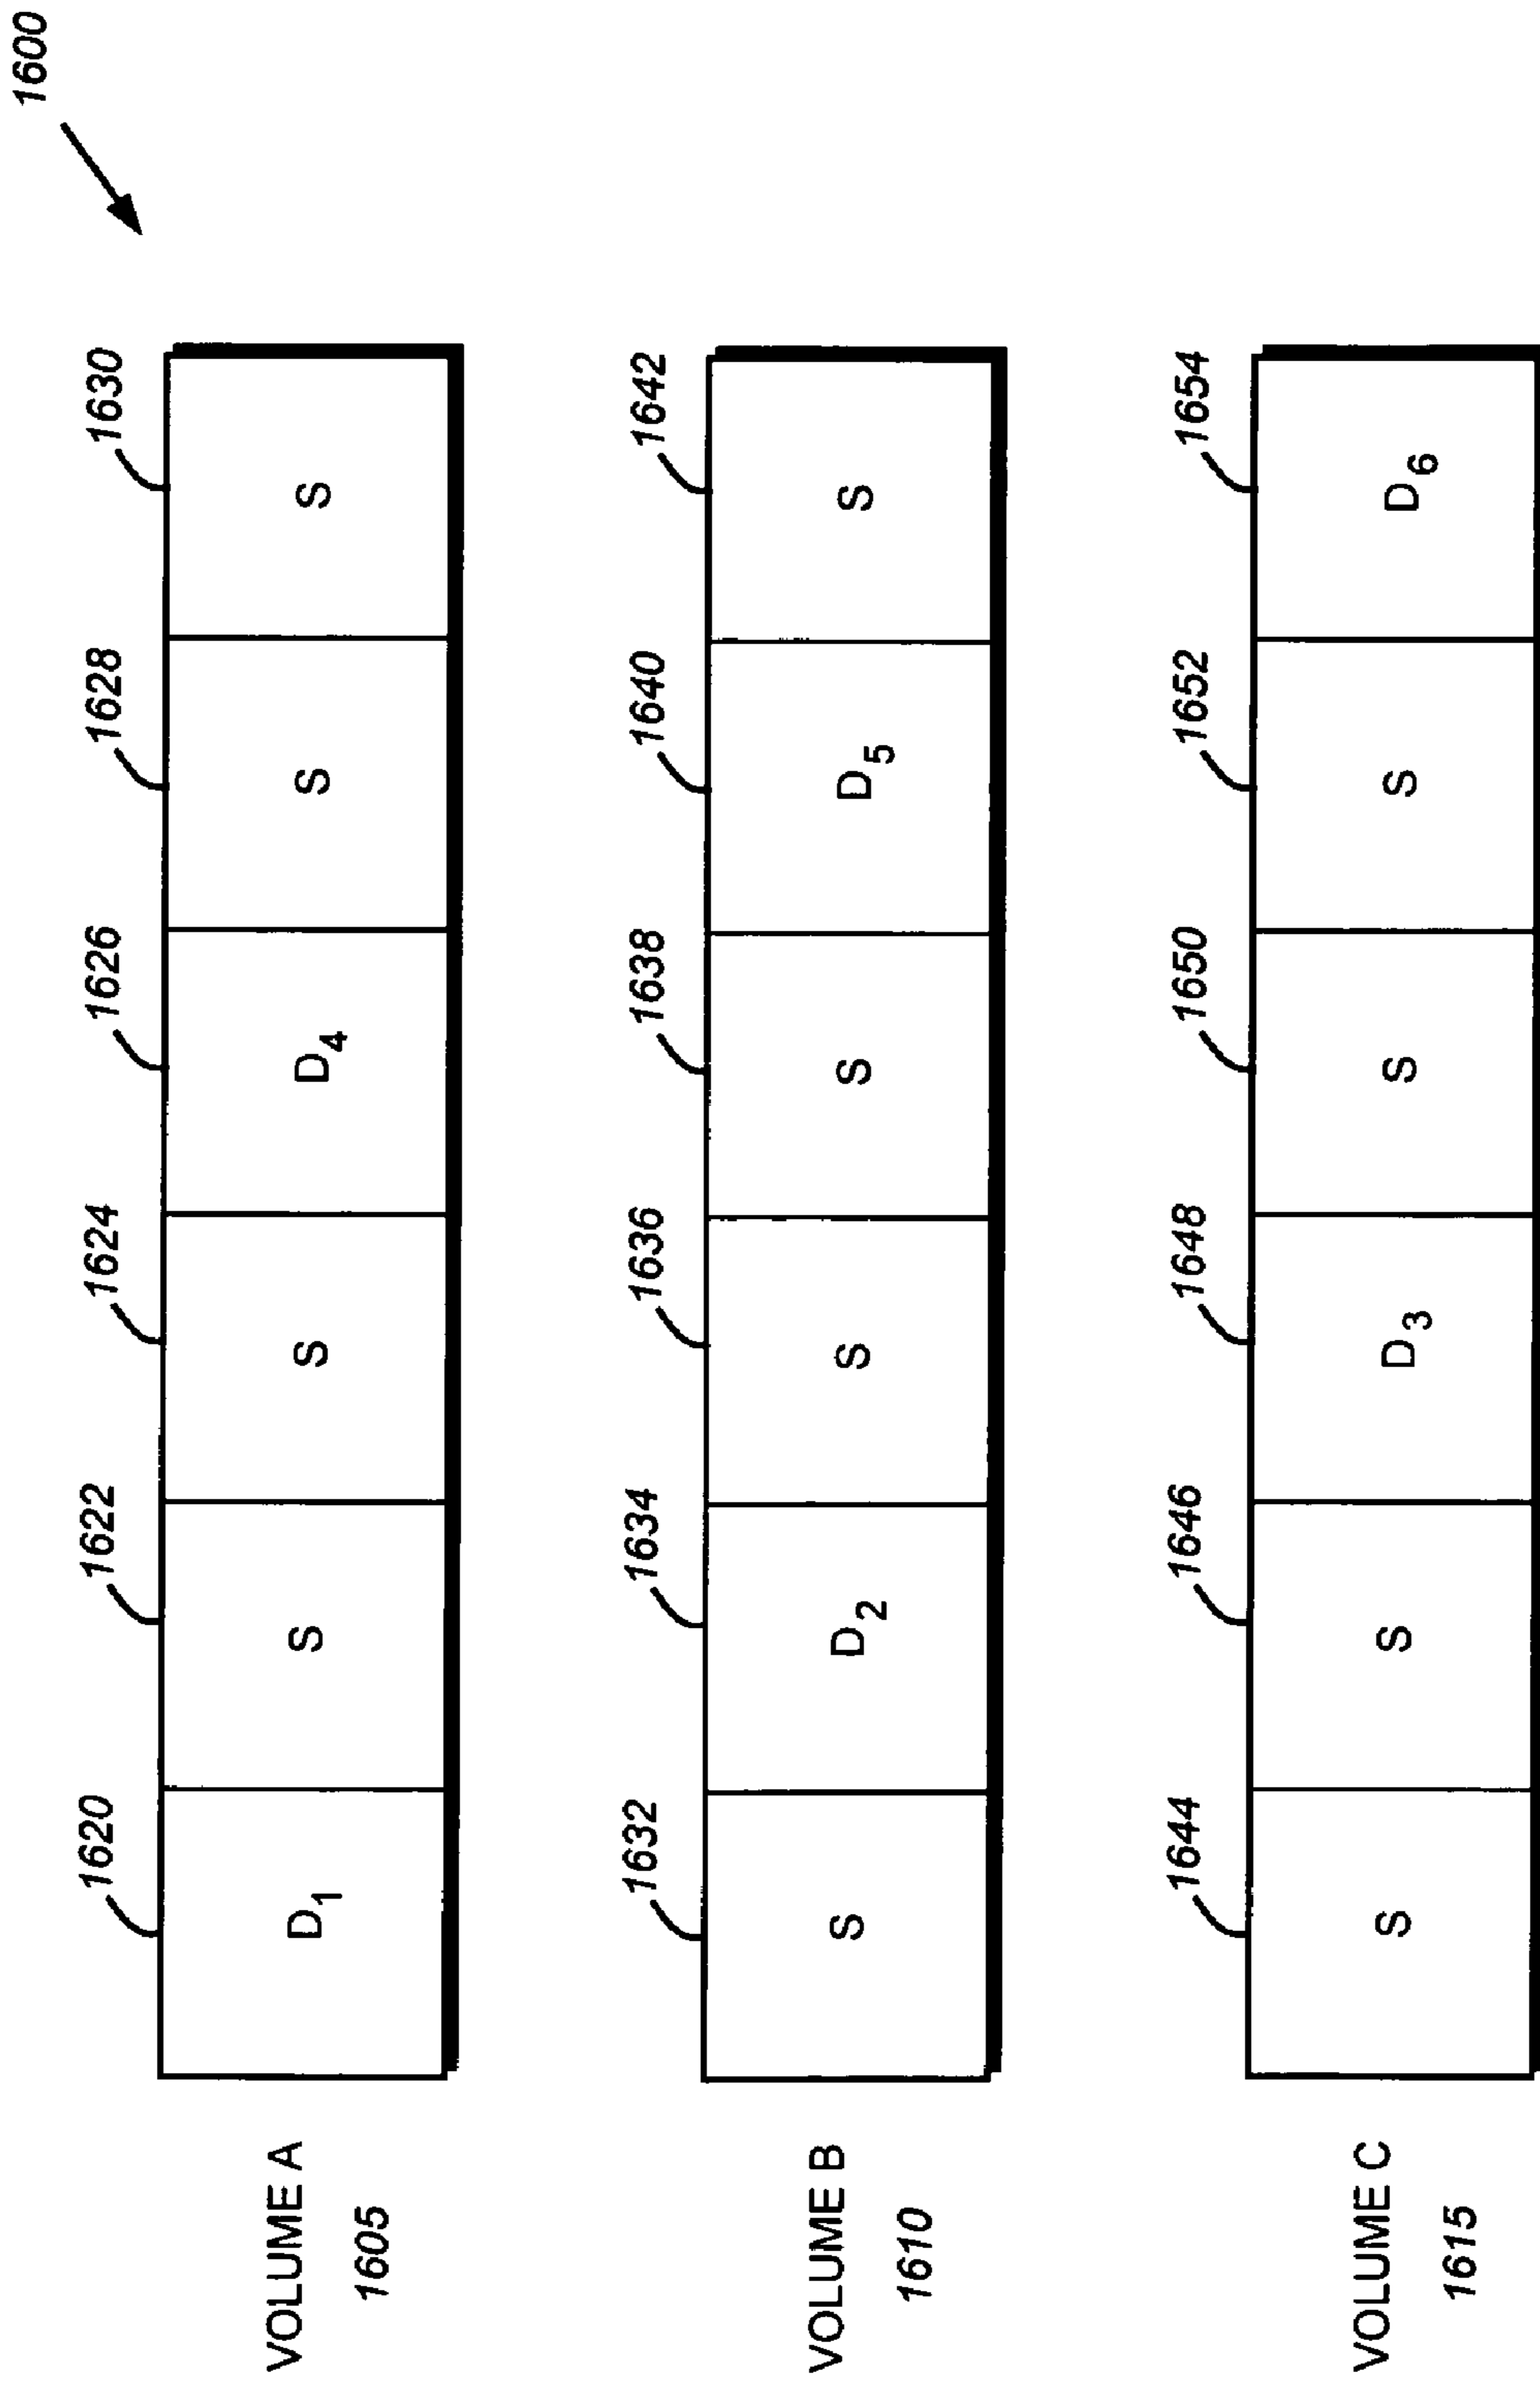 1600
1620 1622 1624 1626 1628 1630
VOLUME A D1 S S D4 S S
1605
1632 1634 1636 1638 1640 1642
VOLUME B S D2 S S D5 S
1610
1644 1646 1648 1650 1652 1654
VOLUME C S S D3 S S D6
1615